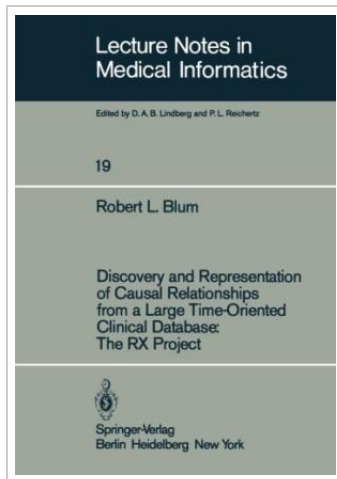 Lecture Notes in
Medical Informatics
Edited by D. A. B. Lindberg and P. L. Reichertz
19
Robert L. Blum
Discovery and Representation
of Causal Relationships
from a Large Time-Oriented
Clinical Database:
The RX Project
Springer-Verlag
Berlin Heidelberg New York